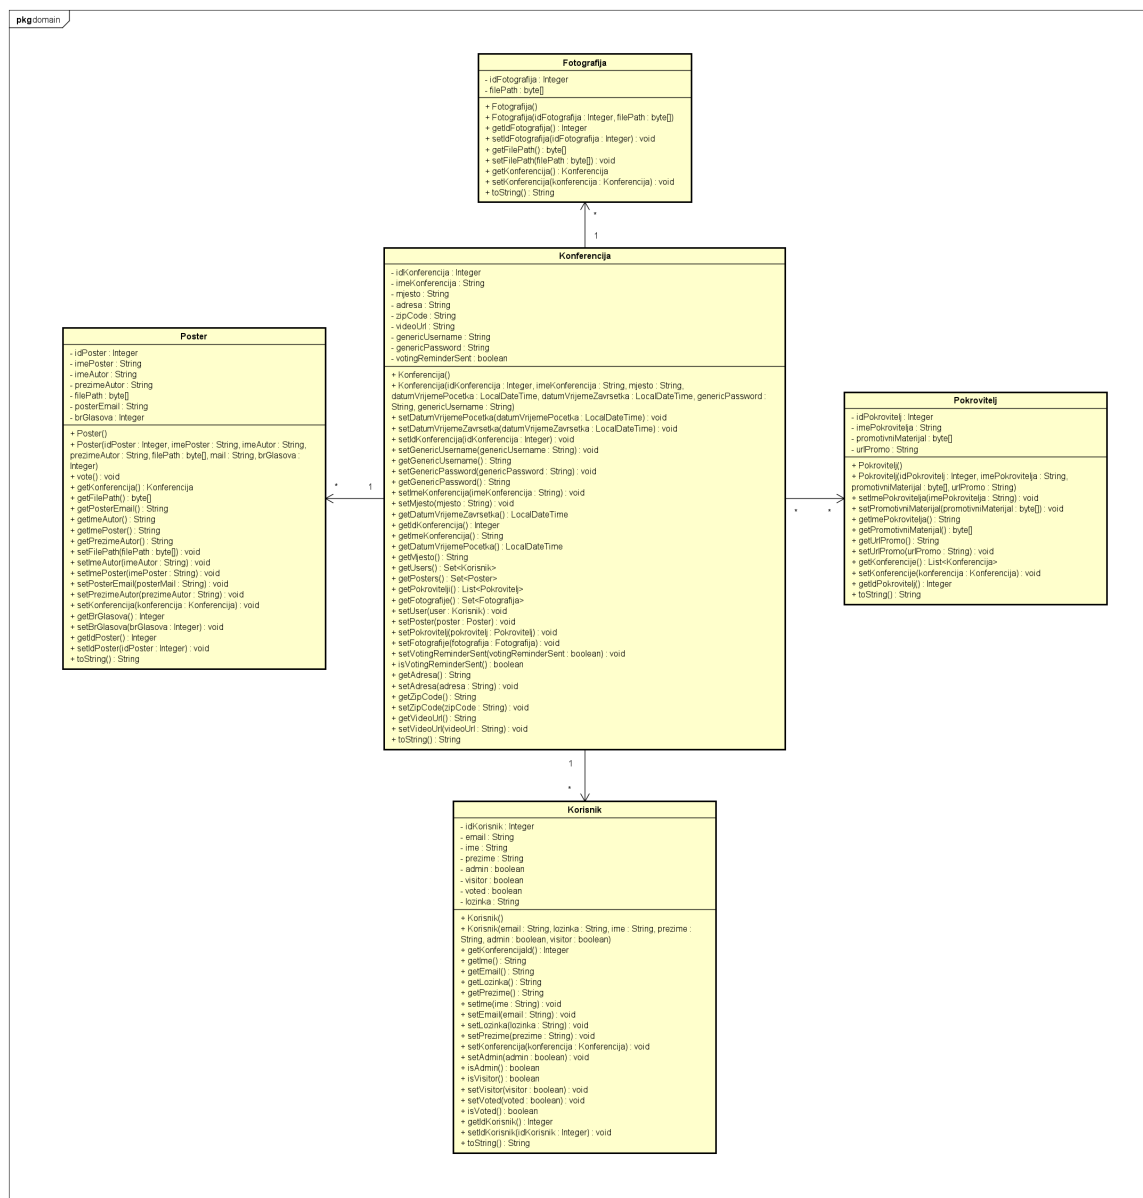 pkg domain
Fotografija
- idFotografija : Integer
- filePath : byte[]
+ Fotografija()
+ Fotografija(idFotografija : Integer, filePath : byte[])
+ getIdFotografija() : Integer
+ setIdFotografija(idFotografija : Integer) : void
+ getFilePath() : byte[]
+ setFilePath(filePath : byte[]) : void
+ getKonferencija() : Konferencija
+ setKonferencija(konferencija : Konferencija) : void
+ toString() : String
*
1
Konferencija
- idKonferencija : Integer
- imeKonferencija : String
- mjesto : String
- adresa : String
- zipCode : String
- videoUrl : String
- genericUsername : String
- genericPassword : String
- votingReminderSent : boolean
+ Konferencija()
+ Konferencija(idKonferencija : Integer, imeKonferencija : String, mjesto : String,
datumVrijemePocetka : LocalDateTime, datumVrijemeZavrsetka : LocalDateTime, genericPassword :
String, genericUsername : String)
+ setDatumVrijemePocetka(datumVrijemePocetka : LocalDateTime) : void
+ setDatumVrijemeZavrsetka(datumVrijemeZavrsetka : LocalDateTime) : void
+ setIdKonferencija(idKonferencija : Integer) : void
+ setGenericUsername(genericUsername : String) : void
+ getGenericUsername() : String
+ setGenericPassword(genericPassword : String) : void
+ getGenericPassword() : String
+ setImeKonferencija(imeKonferencija : String) : void
+ setMjesto(mjesto : String) : void
+ getDatumVrijemeZavrsetka() : LocalDateTime
+ getIdKonferencija() : Integer
+ getImeKonferencija() : String
+ getDatumVrijemePocetka() : LocalDateTime
+ getMjesto() : String
+ getUsers() : Set<Korisnik>
+ getPosters() : Set<Poster>
+ getPokrovitelji() : List<Pokrovitelj>
+ getFotografije() : Set<Fotografija>
+ setUser(user : Korisnik) : void
+ setPoster(poster : Poster) : void
+ setPokrovitelj(pokrovitelj : Pokrovitelj) : void
+ setFotografije(fotografija : Fotografija) : void
+ setVotingReminderSent(votingReminderSent : boolean) : void
+ isVotingReminderSent() : boolean
+ getAdresa() : String
+ setAdresa(adresa : String) : void
+ getZipCode() : String
+ setZipCode(zipCode : String) : void
+ getVideoUrl() : String
+ setVideoUrl(videoUrl : String) : void
+ toString() : String
Poster
- idPoster : Integer
- imePoster : String
- imeAutor : String
- prezimeAutor : String
- filePath : byte[]
- posterEmail : String
- brGlasova : Integer
+ Poster()
+ Poster(idPoster : Integer, imePoster : String, imeAutor : String,
prezimeAutor : String, filePath : byte[], mail : String, brGlasova :
Integer)
+ vote() : void
+ getKonferencija() : Konferencija
+ getFilePath() : byte[]
+ getPosterEmail() : String
+ getImeAutor() : String
+ getImePoster() : String
+ getPrezimeAutor() : String
+ setFilePath(filePath : byte[]) : void
+ setImeAutor(imeAutor : String) : void
+ setImePoster(imePoster : String) : void
+ setPosterEmail(posterMail : String) : void
+ setPrezimeAutor(prezimeAutor : String) : void
+ setKonferencija(konferencija : Konferencija) : void
+ getBrGlasova() : Integer
+ setBrGlasova(brGlasova : Integer) : void
+ getIdPoster() : Integer
+ setIdPoster(idPoster : Integer) : void
+ toString() : String
* 1
Pokrovitelj
- idPokrovitelj : Integer
- imePokrovitelja : String
- promotivniMaterijal : byte[]
- urlPromo : String
+ Pokrovitelj()
+ Pokrovitelj(idPokrovitelj : Integer, imePokrovitelja : String,
promotivniMaterijal : byte[], urlPromo : String)
+ setImePokrovitelja(imePokrovitelja : String) : void
+ setPromotivniMaterijal(promotivniMaterijal : byte[]) : void
+ getImePokrovitelja() : String
+ getPromotivniMaterijal() : byte[]
+ getUrlPromo() : String
+ setUrlPromo(urlPromo : String) : void
+ getKonferencije() : List<Konferencija>
+ setKonferencije(konferencija : Konferencija) : void
+ getIdPokrovitelj() : Integer
+ toString() : String
* *
1
*
Korisnik
- idKorisnik : Integer
- email : String
- ime : String
- prezime : String
- admin : boolean
- visitor : boolean
- voted : boolean
- lozinka : String
+ Korisnik()
+ Korisnik(email : String, lozinka : String, ime : String, prezime :
String, admin : boolean, visitor : boolean)
+ getKonferencijaId() : Integer
+ getIme() : String
+ getEmail() : String
+ getLozinka() : String
+ getPrezime() : String
+ setIme(ime : String) : void
+ setEmail(email : String) : void
+ setLozinka(lozinka : String) : void
+ setPrezime(prezime : String) : void
+ setKonferencija(konferencija : Konferencija) : void
+ setAdmin(admin : boolean) : void
+ isAdmin() : boolean
+ isVisitor() : boolean
+ setVisitor(visitor : boolean) : void
+ setVoted(voted : boolean) : void
+ isVoted() : boolean
+ getIdKorisnik() : Integer
+ setIdKorisnik(idKorisnik : Integer) : void
+ toString() : String